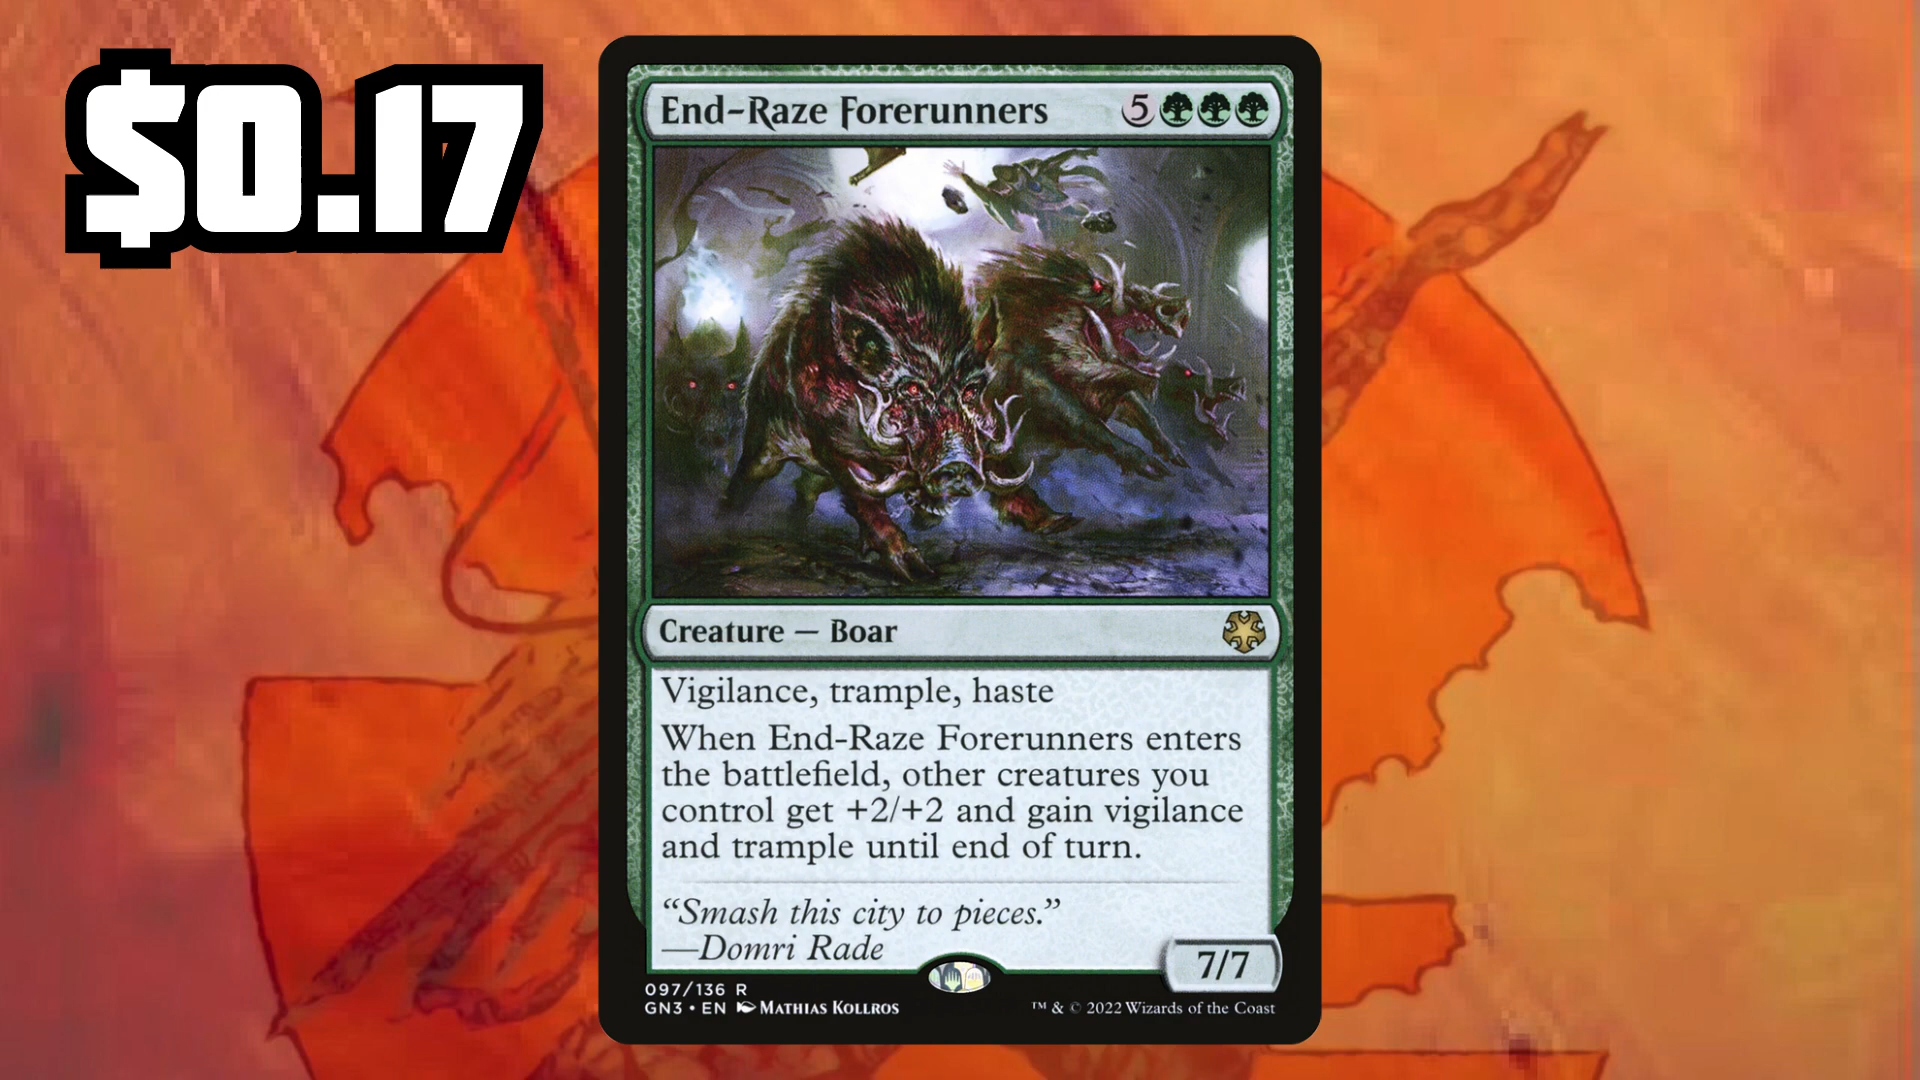 $0.17
End-Raze Forerunners 5
Creature — Boar
Vigilance, trample, haste
When End-Raze Forerunners enters
the battlefield, other creatures you
control get +2/+2 and gain vigilance
and trample until end of turn.
“Smash this city to pieces.”
—Domri Rade
7/7
097/136 R
GN3 • EN Mathias Kollros
™ & © 2022 Wizards of the Coast